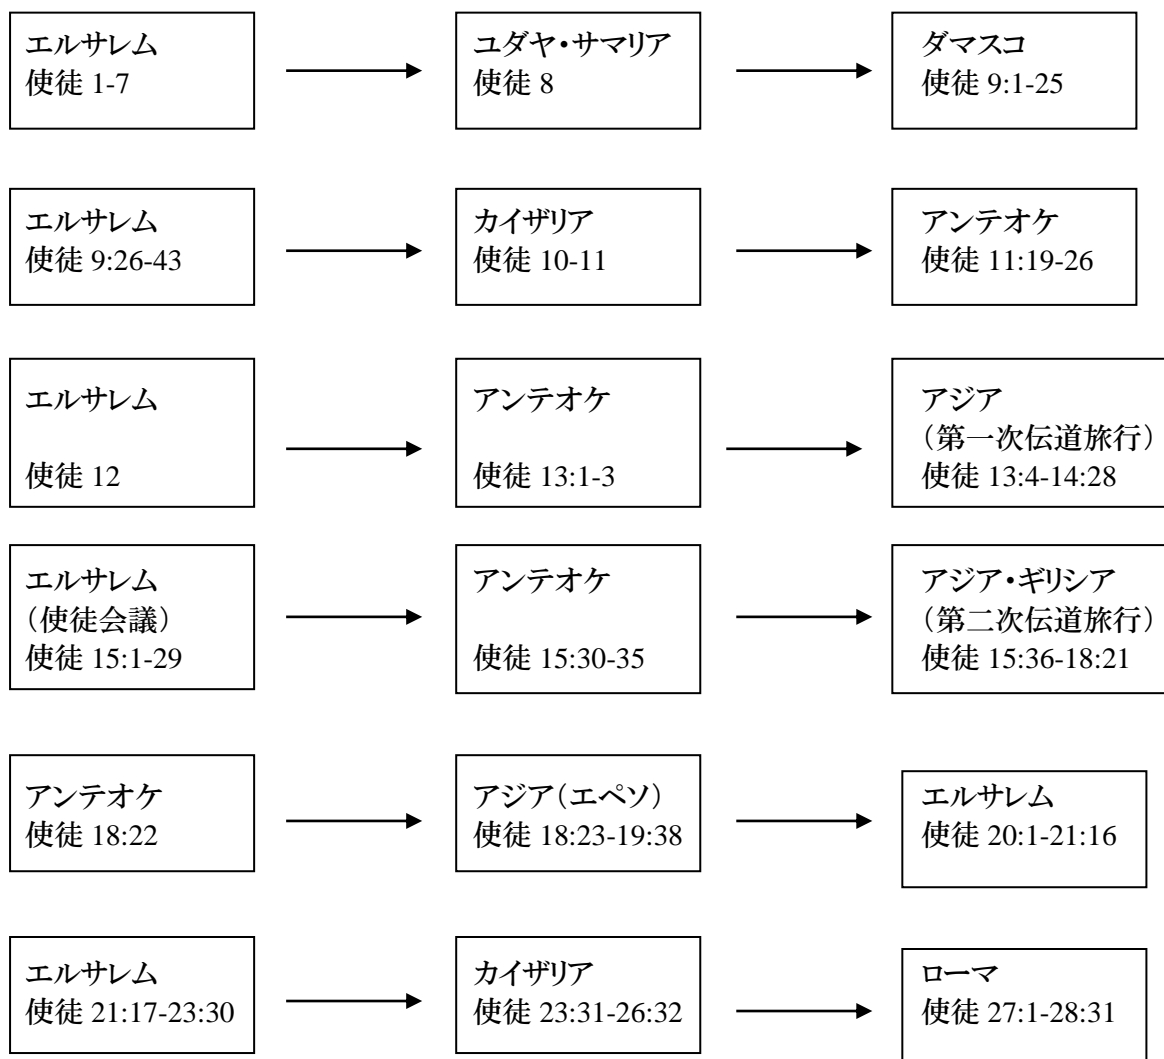 エルサレム
使徒 1-7
ユダヤ・サマリア
使徒 8
ダマスコ
使徒 9:1-25
エルサレム
使徒 9:26-43
カイザリア
使徒 10-11
アンテオケ
使徒 11:19-26
エルサレム
使徒 12
アンテオケ
使徒 13:1-3
アジア
(第一次伝道旅行)
使徒 13:4-14:28
エルサレム
(使徒会議)
使徒 15:1-29
アンテオケ
使徒 15:30-35
アジア・ギリシア
(第二次伝道旅行)
使徒 15:36-18:21
アンテオケ
使徒 18:22
アジア(エペソ)
使徒 18:23-19:38
エルサレム
使徒 20:1-21:16
エルサレム
使徒 21:17-23:30
カイザリア
使徒 23:31-26:32
ローマ
使徒 27:1-28:31